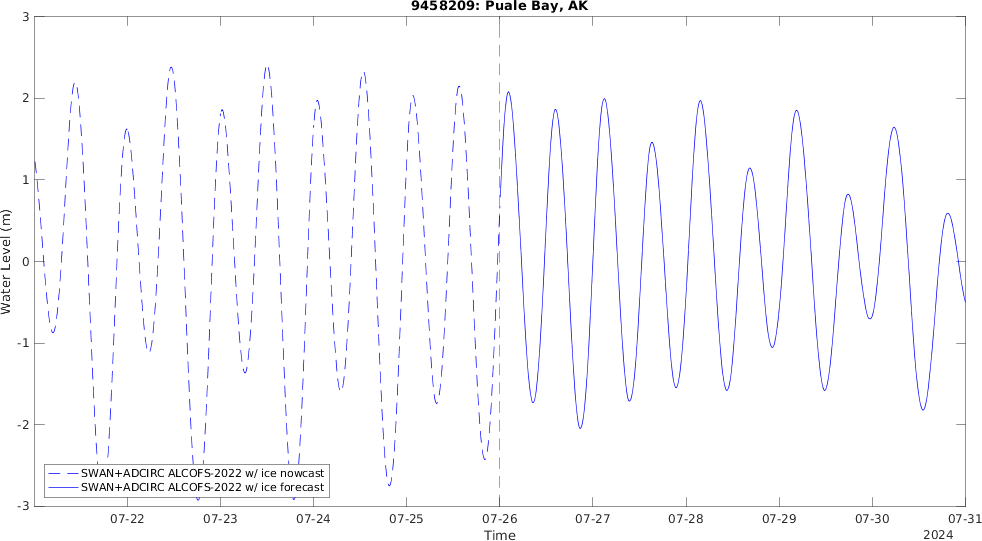 9458209: Puale Bay, AK
3
2
1
0
-1
-2
-3
Water Level (m)
SWAN+ADCIRC ALCOFS-2022 w/ ice nowcast
SWAN+ADCIRC ALCOFS-2022 w/ ice forecast
07-22 07-23 07-24 07-25 07-26 07-27 07-28 07-29 07-30 07-31
Time
2024